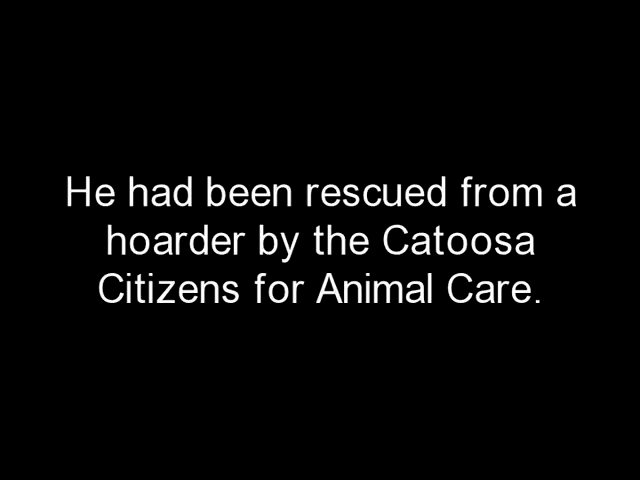 He had been rescued from a
hoarder by the Catoosa
Citizens for Animal Care.